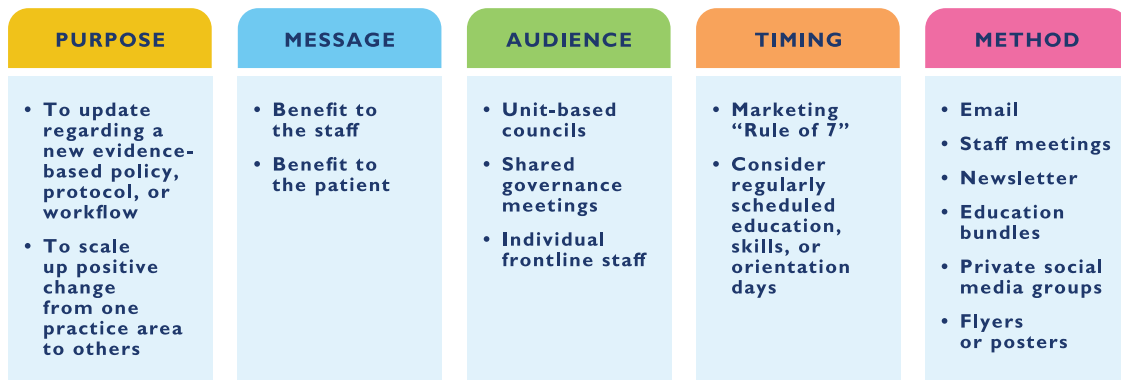 PURPOSE
• To update
regarding a
new evidence-
based policy,
protocol, or
workflow
• To scale
up positive
change
from one
practice area
to others
MESSAGE
• Benefit to
the staff
• Benefit to
the patient
AUDIENCE
• Unit-based
councils
• Shared
governance
meetings
• Individual
frontline staff
TIMING
• Marketing
“Rule of 7”
• Consider
regularly
scheduled
education,
skills, or
orientation
days
METHOD
• Email
• Staff meetings
• Newsletter
• Education
bundles
• Private social
media groups
• Flyers
or posters